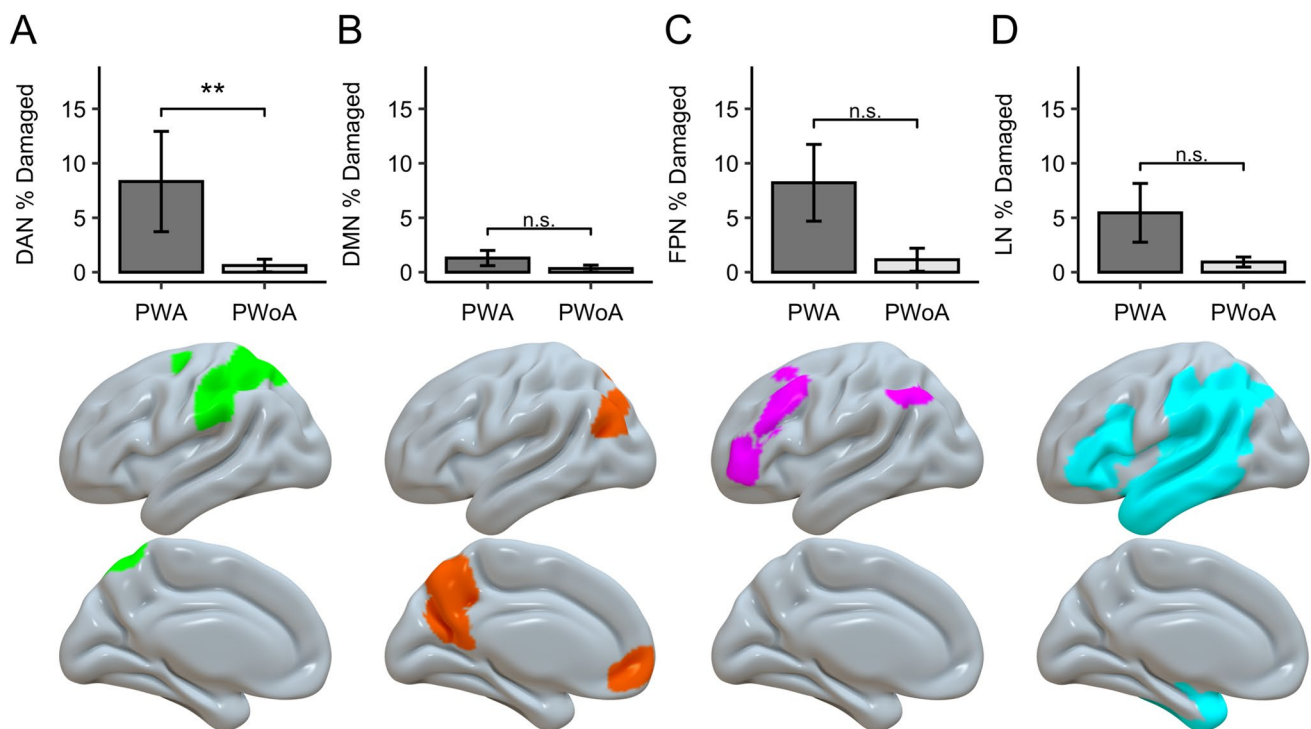 A
DAN % Damaged
15
10
5
0
**
PWA PWoA
B
DMN % Damaged
15
10
5
0
n.s.
PWA PWoA
C
FPN % Damaged
15
10
5
0
n.s.
PWA PWoA
D
LN % Damaged
15
10
5
0
n.s.
PWA PWoA